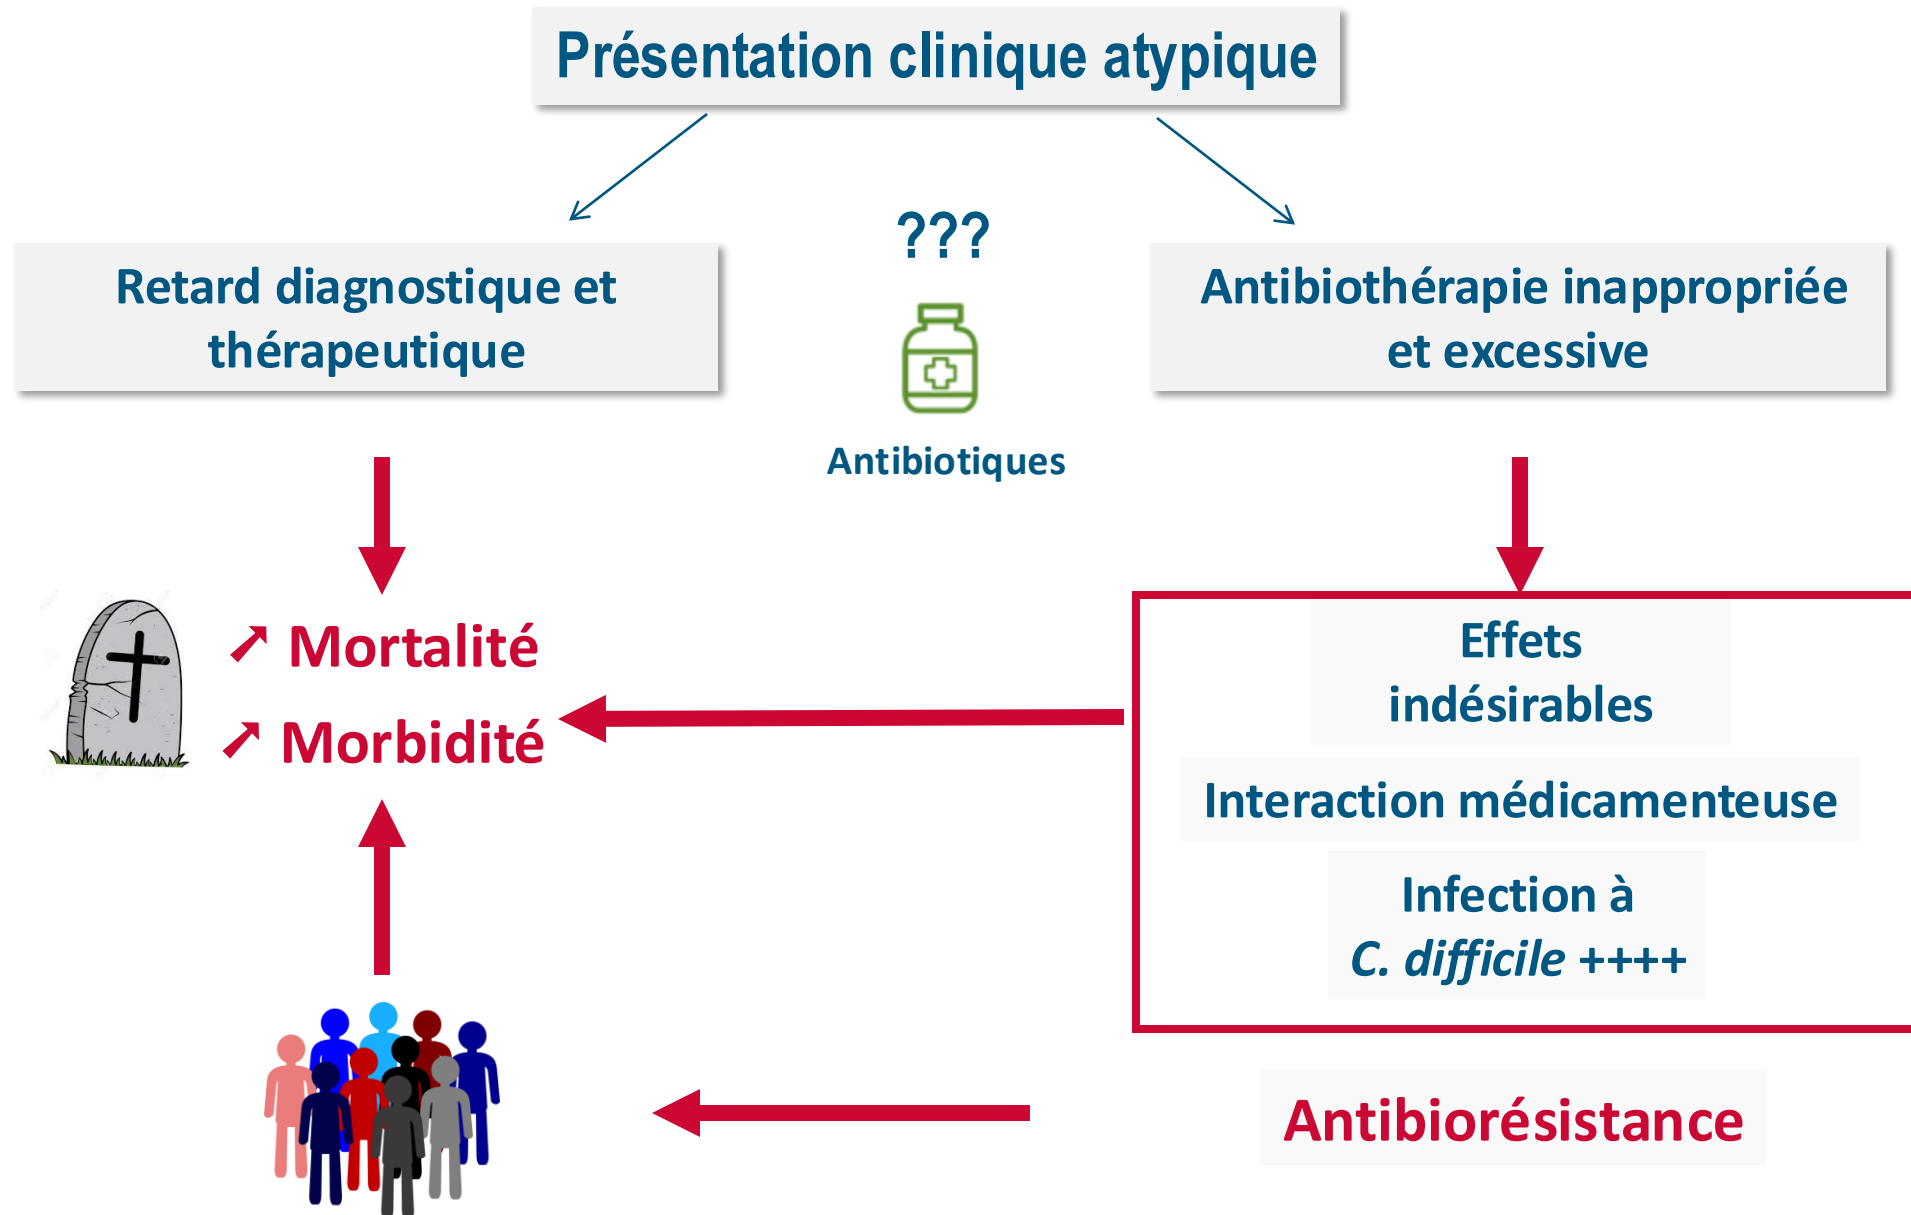 Présentation clinique atypique
???
Retard diagnostique et
thérapeutique
Antibiotiques
Antibiothérapie inappropriée
et excessive
➚ Mortalité
➚ Morbidité
Effets
indésirables
Interaction médicamenteuse
Infection à
C. difficile ++++
Antibiorésistance